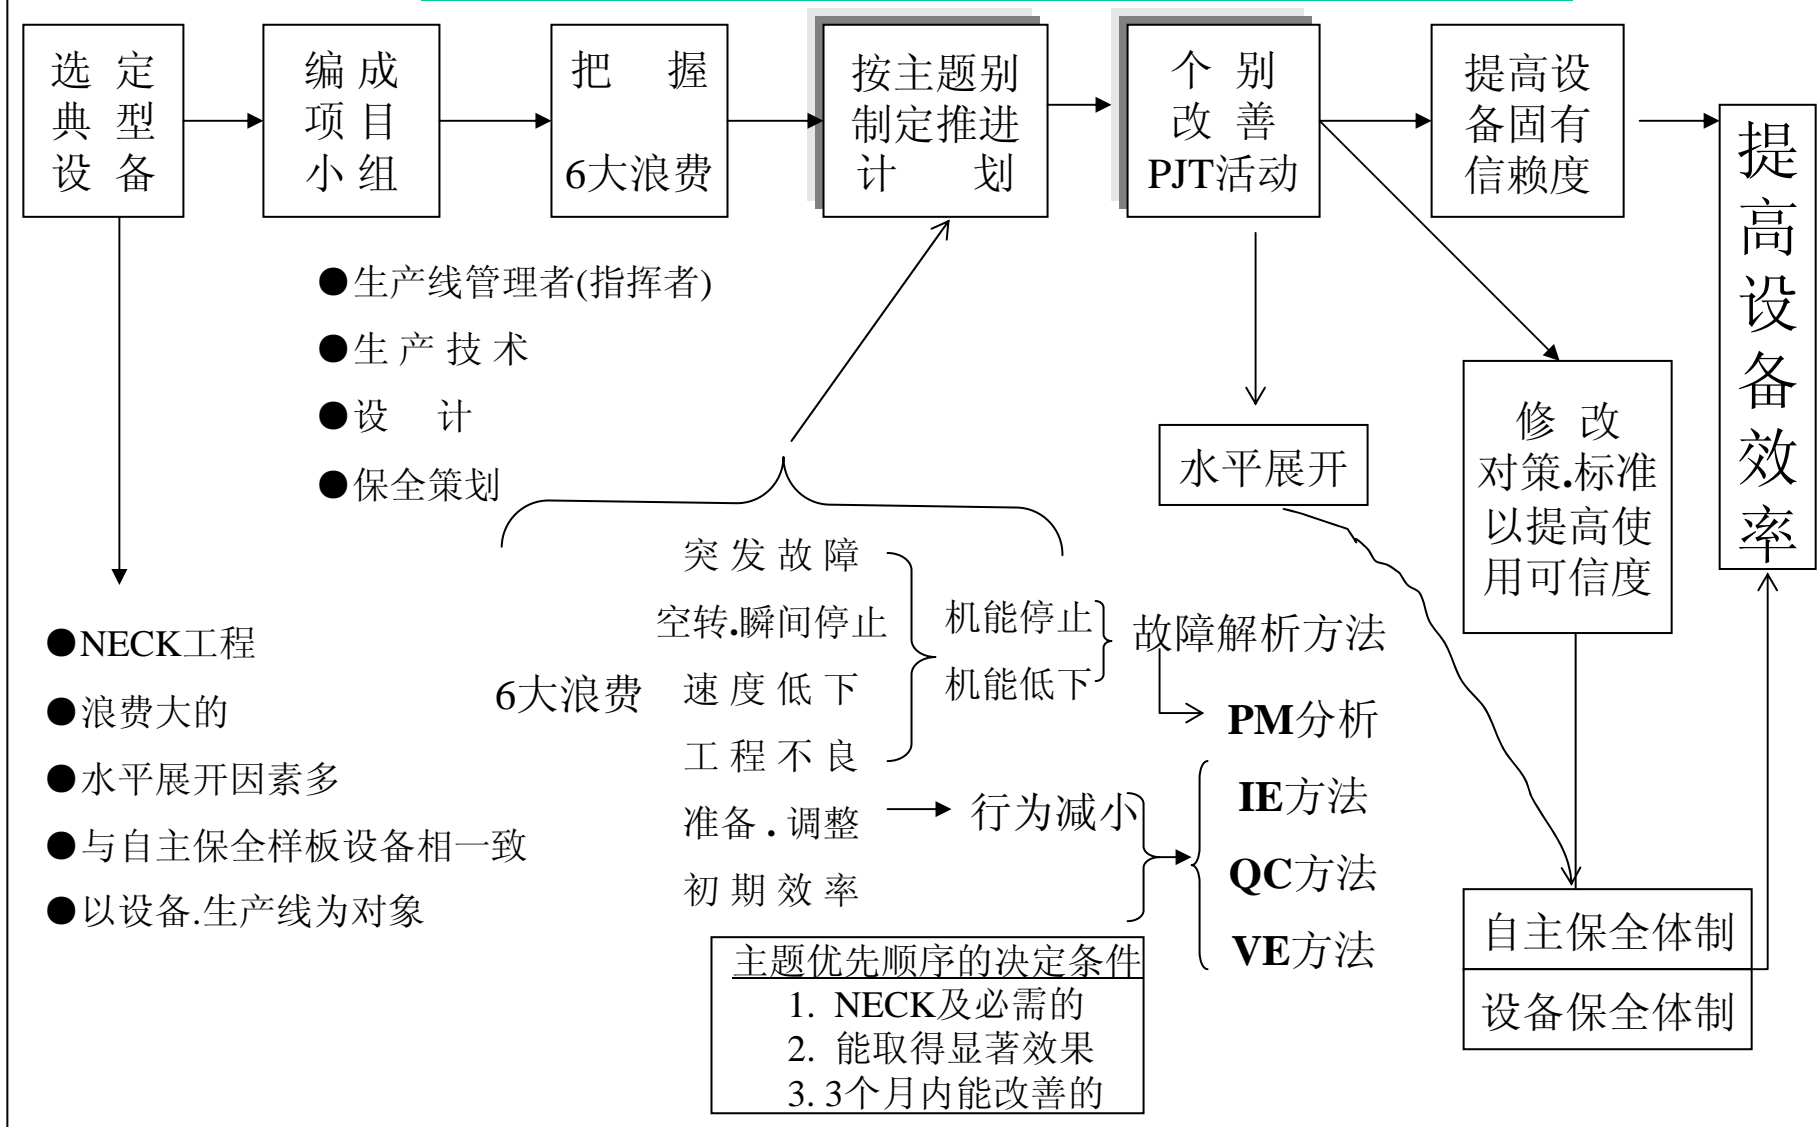 选 定
典 型
设 备
编 成
项 目
小 组
把 握
6大浪费
按主题别
制定推进
计 划
个 别
改 善
PJT活动
提高设
备固有
信赖度
提高设备效率
●生产线管理者(指挥者)
●生 产 技 术
●设 计
●保全策划
水平展开
修 改
对策.标准
以提高使
用可信度
●NECK工程
●浪费大的
●水平展开因素多
●与自主保全样板设备相一致
●以设备.生产线为对象
6大浪费
突 发 故 障
空转.瞬间停止
速 度 低 下
工 程 不 良
准备 . 调整
初 期 效 率
机能停止
机能低下
行为减小
故障解析方法
PM分析
IE方法
QC方法
VE方法
主题优先顺序的决定条件
1. NECK及必需的
2. 能取得显著效果
3. 3个月内能改善的
自主保全体制
设备保全体制